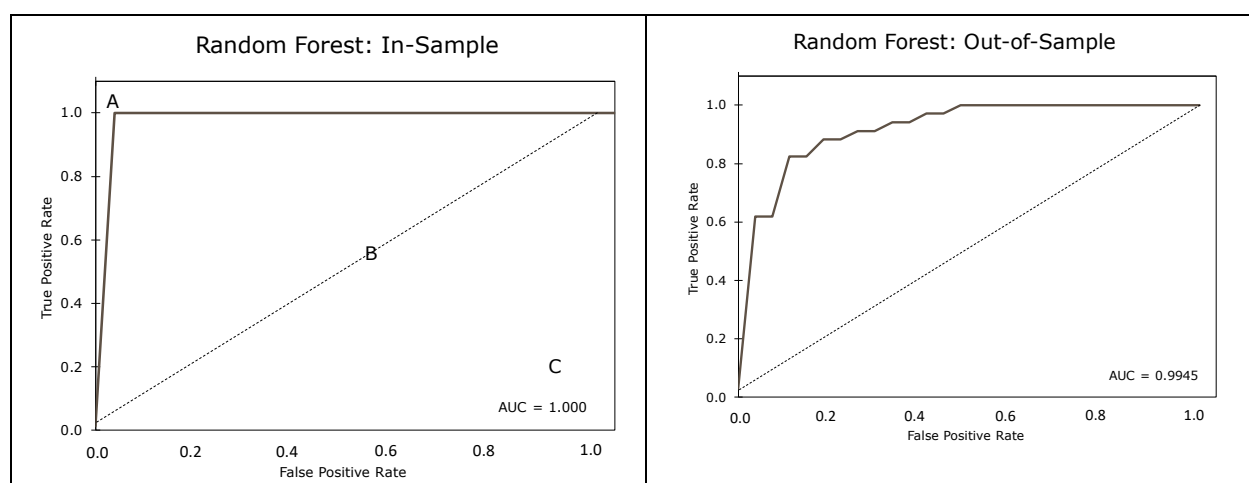 Random Forest: In-Sample
A
1.0
0.8
0.6
0.4
0.2
0.0
True Positive Rate
B
C
AUC = 1.000
0.0 0.2 0.4 0.6 0.8 1.0
False Positive Rate
Random Forest: Out-of-Sample
1.0
0.8
0.6
0.4
0.2
0.0
True Positive Rate
AUC = 0.9945
0.0 0.2 0.4 0.6 0.8 1.0
False Positive Rate